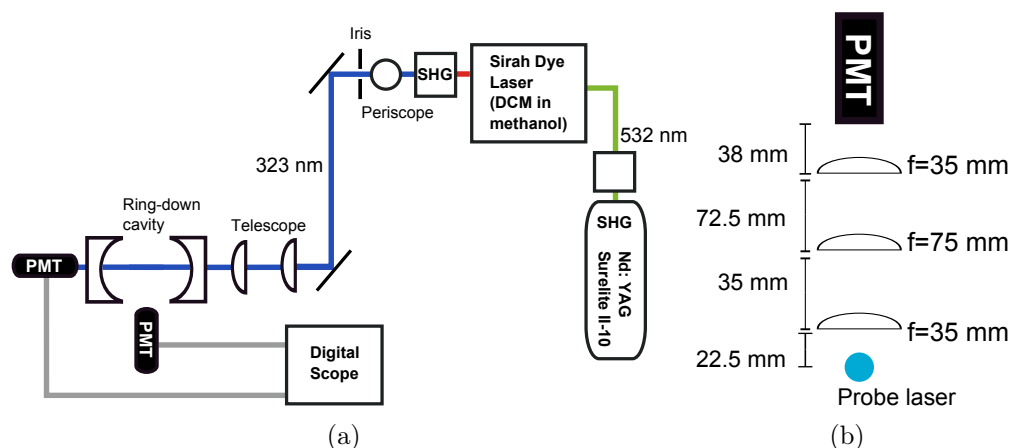 Iris
SHG
Periscope
Sirah Dye
Laser
(DCM in
methanol)
532 nm
323 nm
SHG
Nd: YAG
Surelite II-10
Ring-down
cavity
Telescope
PMT
PMT
Digital
Scope
(a)
PMT
38 mm
f=35 mm
72.5 mm
f=75 mm
35 mm
f=35 mm
22.5 mm
Probe laser
(b)